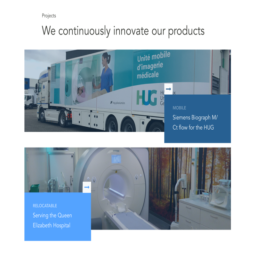 Projects
We continuously innovate our products
Unité mobile
d'imagerie
médicale
HUG
MOBILE
Siemens Biograph M/
Ct flow for the HUG
RELOCATABLE
Serving the Queen
Elisabeth Hospital